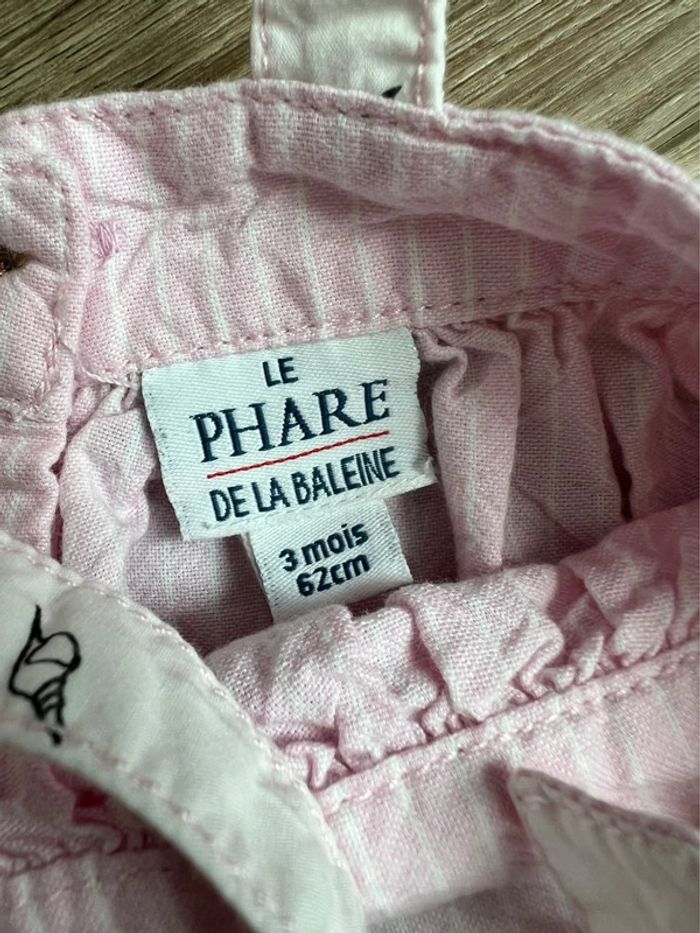 LE
PHARE
DE LA BALEINE
3 mois
62cm